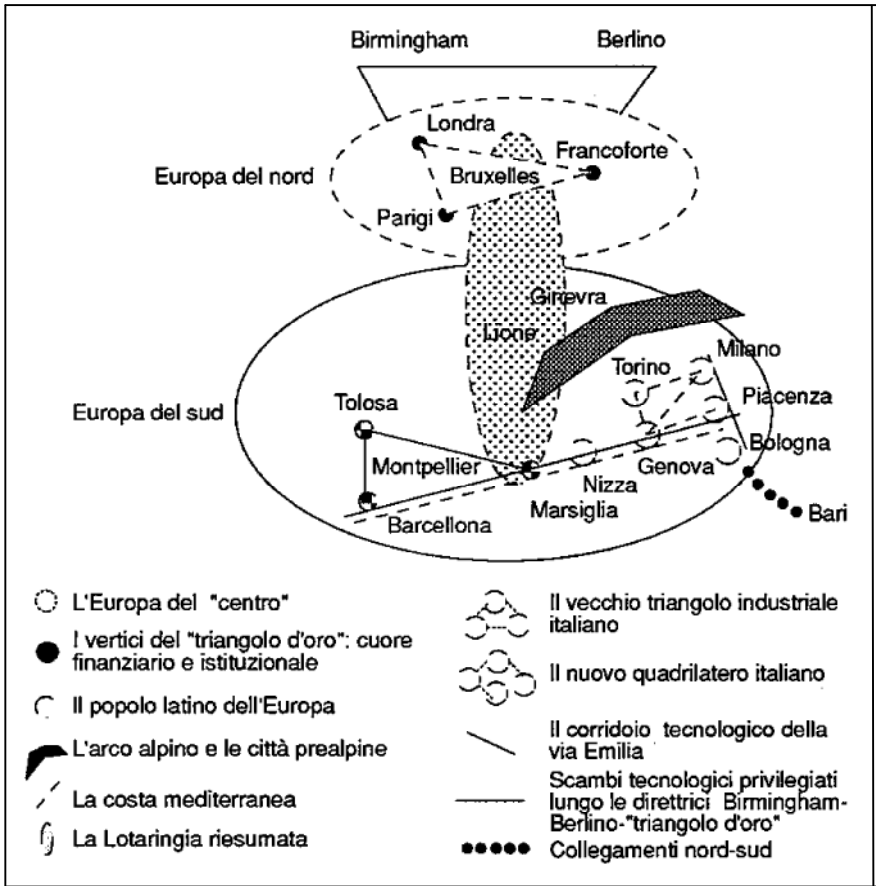 Birmingham
Berlino
Londra
Francoforte
Europa del nord
Bruxelles
Parigi
Ginevra
Lione
Milano
Torino
Piacenza
Europa del sud
Tolosa
Bologna
Montpellier
Genova
Nizza
Marsiglia
Barcellona
Bari
L'Europa del "centro"
I vertici del "triangolo d'oro": cuore
finanziario e istituzionale
Il popolo latino dell'Europa
L'arco alpino e le città prealpine
La costa mediterranea
La Lotaringia riesumata
Il vecchio triangolo industriale
italiano
Il nuovo quadrilatero italiano
Il corridoio tecnologico della
via Emilia
Scambi tecnologici privilegiati
lungo le direttrici Birmingham-
Berlino-"triangolo d'oro"
Collegamenti nord-sud